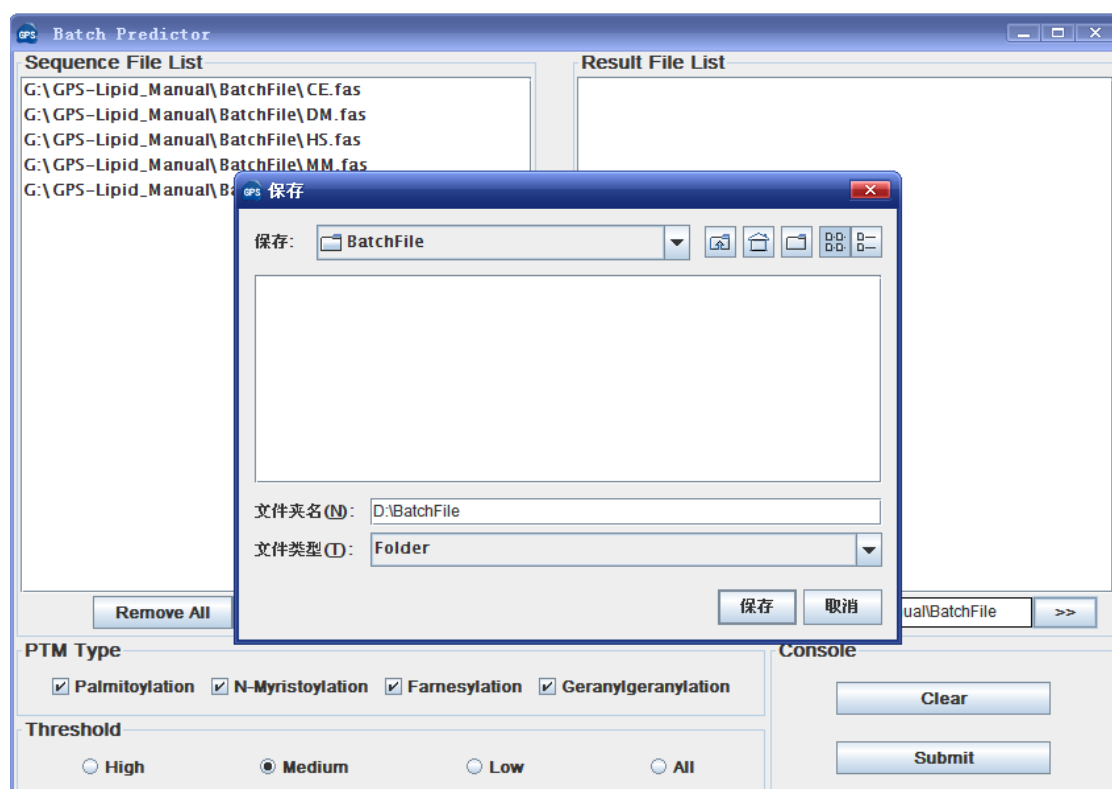 GPS Batch Predictor
Sequence File List
Result File List
G:\GPS-Lipid_Manual\BatchFile\CE.fas
G:\GPS-Lipid_Manual\BatchFile\DM.fas
G:\GPS-Lipid_Manual\BatchFile\HS.fas
G:\GPS-Lipid_Manual\BatchFile\MM.fas
G:\GPS-Lipid_Manual\Ba
GPS 保存
保存:
BatchFile
文件夹名(N):
D:\BatchFile
文件类型(T):
Folder
保存
取消
Remove All
ual\BatchFile
>>
PTM Type
Palmitoylation N-Myristoylation Farnesylation Geranylgeranylation
Threshold
High Medium Low All
Console
Clear
Submit